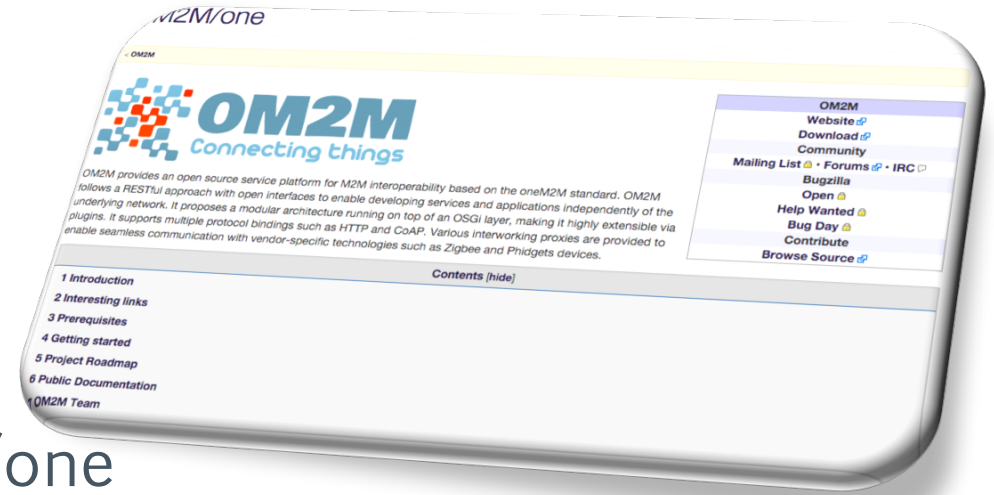 M2M/one
< OM2M
OM2M
Connecting things
OM2M provides an open source service platform for M2M interoperability based on the oneM2M standard. OM2M
follows a RESTful approach with open interfaces to enable developing services and applications independently of the
underlying network. It proposes a modular architecture running on top of an OSGi layer, making it highly extensible via
plugins. It supports multiple protocol bindings such as HTTP and CoAP. Various interworking proxies are provided to
enable seamless communication with vendor-specific technologies such as Zigbee and Phidgets devices.
OM2M
Website
Download
Community
Mailing List • Forums • IRC
Bugzilla
Open
Help Wanted
Bug Day
Contribute
Browse Source
Contents [hide]
1 Introduction
2 Interesting links
3 Prerequisites
4 Getting started
5 Project Roadmap
6 Public Documentation
OM2M Team
/one